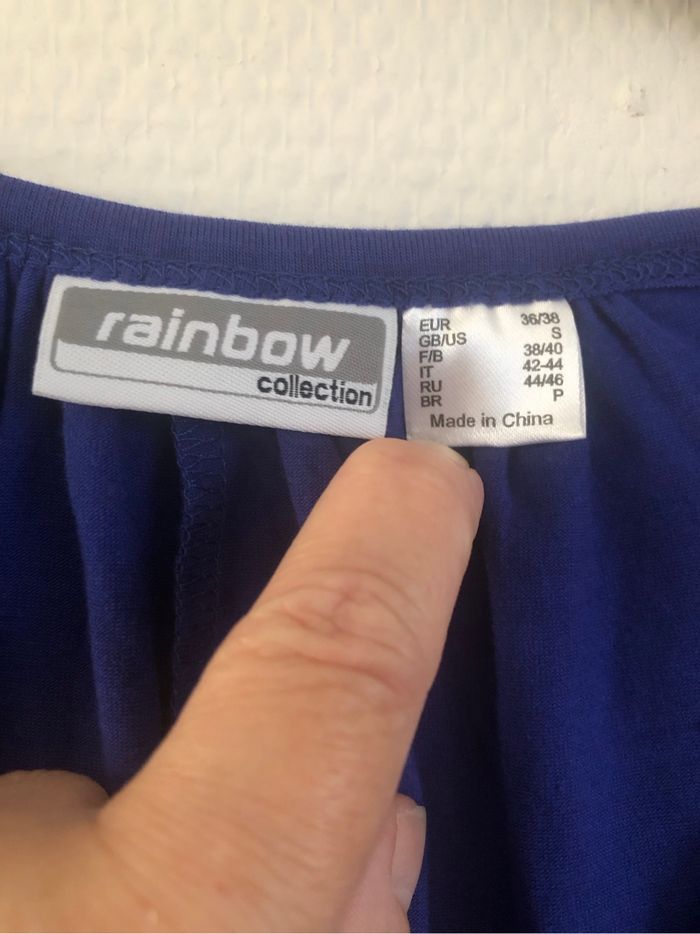 rainbow
collection
EUR 36/38
GB/US S
F/B 38/40
IT 42-44
RU 44/46
BR P
Made in China